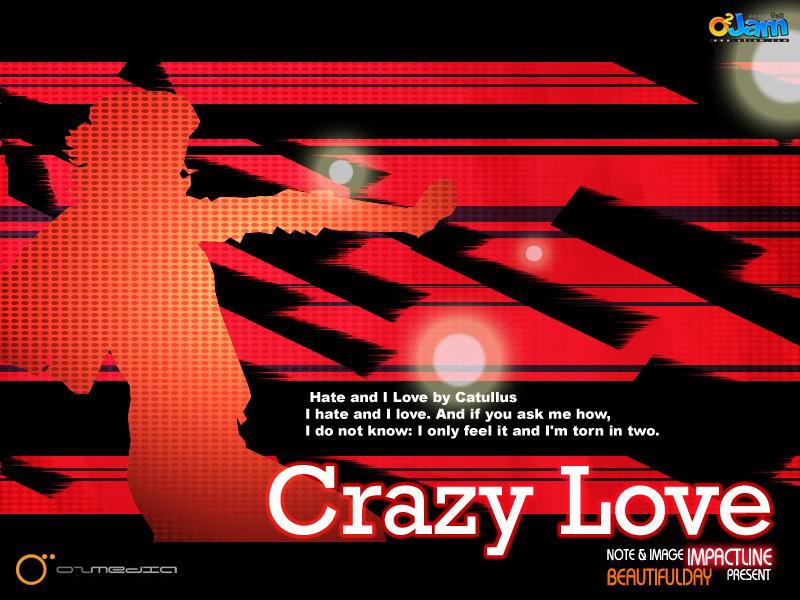 O2Jam
Hate and I Love by Catullus
I hate and I love. And if you ask me how,
I do not know: I only feel it and I'm torn in two.
Crazy Love
NOTE & IMAGE IMPACTLINE
BEAUTIFULDAY PRESENT
o2media